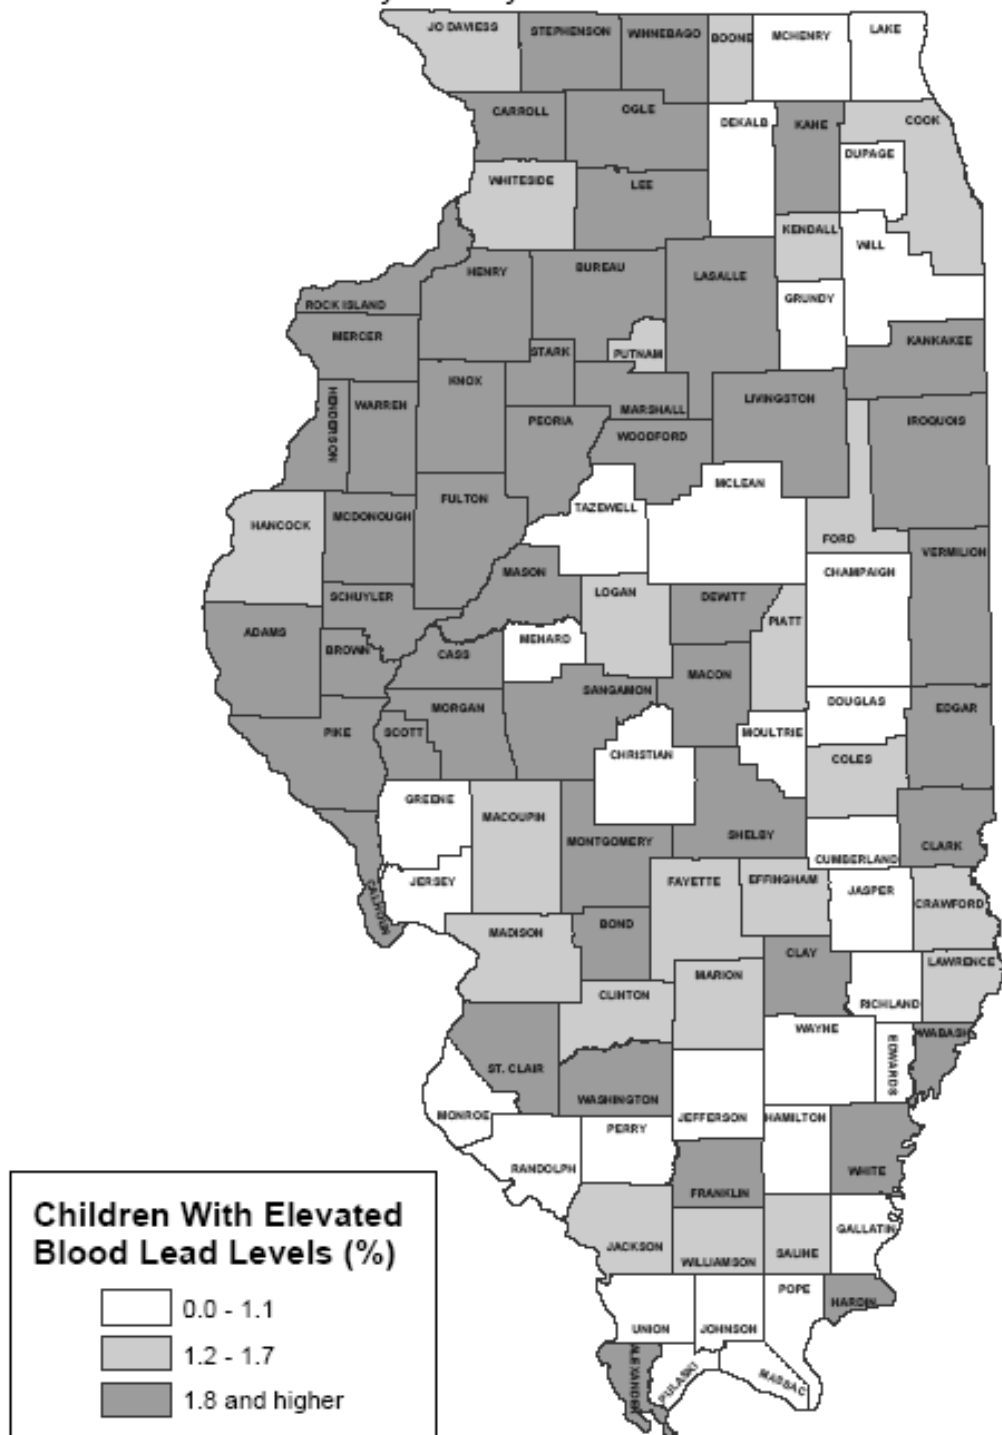 JO DAVIESS
STEPHENSON
WINNEBAGO
BOONE
MCHENRY
LAKE
CARROLL
OGLE
DEKALB
KANE
COOK
DUPAGE
WHITESIDE
LEE
KENDALL
WILL
HENRY
BUREAU
LASALLE
GRUNDY
ROCK ISLAND
MERCER
STARK
PUTNAM
KANKAKEE
HENDERSON
WARREN
KNOX
PEORIA
MARSHALL
LIVINGSTON
IROQUOIS
WOODFORD
HANCOCK
MCDONOUGH
FULTON
TAZEWELL
MCLEAN
FORD
VERMILION
MASON
CHAMPAIGN
SCHUYLER
LOGAN
DEWITT
PIATT
ADAMS
BROWN
CASS
MENARD
MACON
SANGAMON
MORGAN
DOUGLAS
EDGAR
PIKE
SCOTT
CHRISTIAN
MOULTRIE
COLES
GREENE
MACOUPIN
MONTGOMERY
SHELBY
CUMBERLAND
CLARK
CALHOUN
JERSEY
FAYETTE
EFFINGHAM
JASPER
CRAWFORD
MADISON
BOND
CLAY
LAWRENCE
MARION
CLINTON
RICHLAND
WAYNE
EDWARDS
WABASH
ST. CLAIR
WASHINGTON
MONROE
JEFFERSON
HAMILTON
PERRY
RANDOLPH
FRANKLIN
WHITE
JACKSON
WILLIAMSON
SALINE
GALLATIN
POPE
HARDIN
UNION
JOHNSON
ALEXANDER
PULASKI
MASSAC
Children With Elevated
Blood Lead Levels (%)
0.0 - 1.1
1.2 - 1.7
1.8 and higher